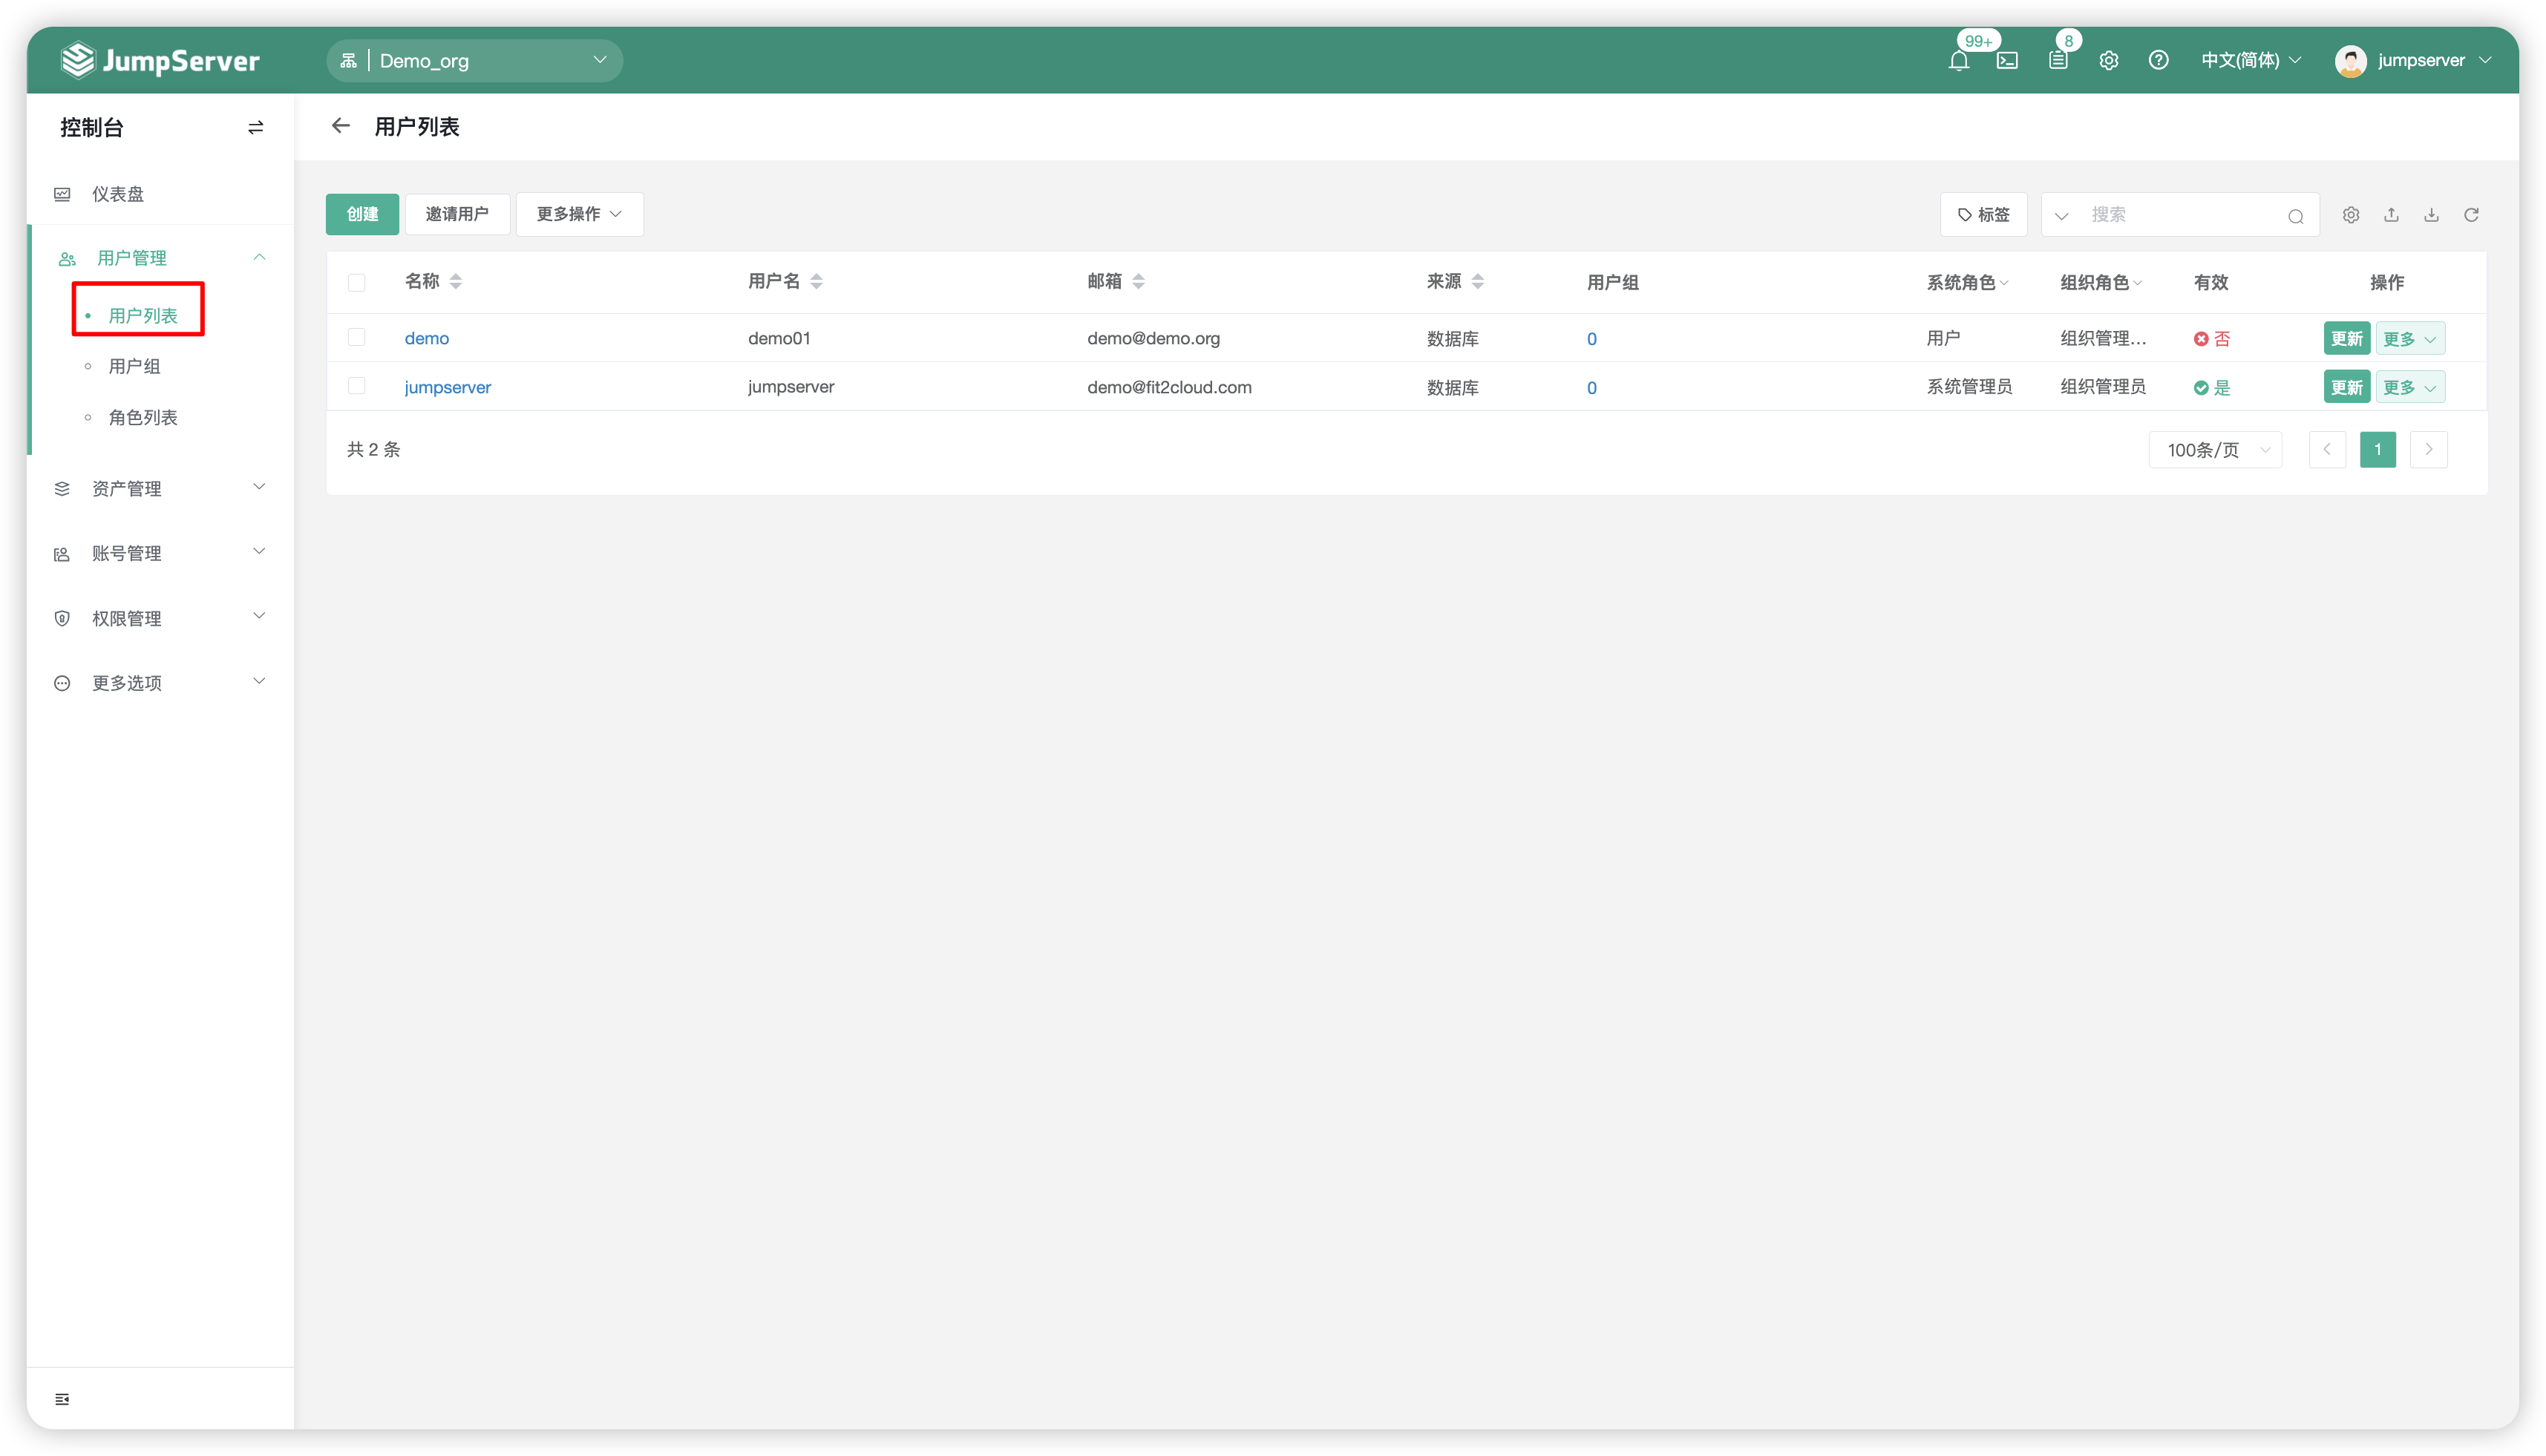 JumpServer
Demo_org
99+
8
中文(简体)
jumpserver
控制台
用户列表
仪表盘
用户管理
用户列表
用户组
角色列表
资产管理
账号管理
权限管理
更多选项
创建
邀请用户
更多操作
标签
搜索
名称 用户名 邮箱 来源 用户组 系统角色 组织角色 有效 操作
demo demo01 demo@demo.org 数据库 0 用户 组织管理... 否 更新 更多
jumpserver jumpserver demo@fit2cloud.com 数据库 0 系统管理员 组织管理员 是 更新 更多
共 2 条
100条/页
1